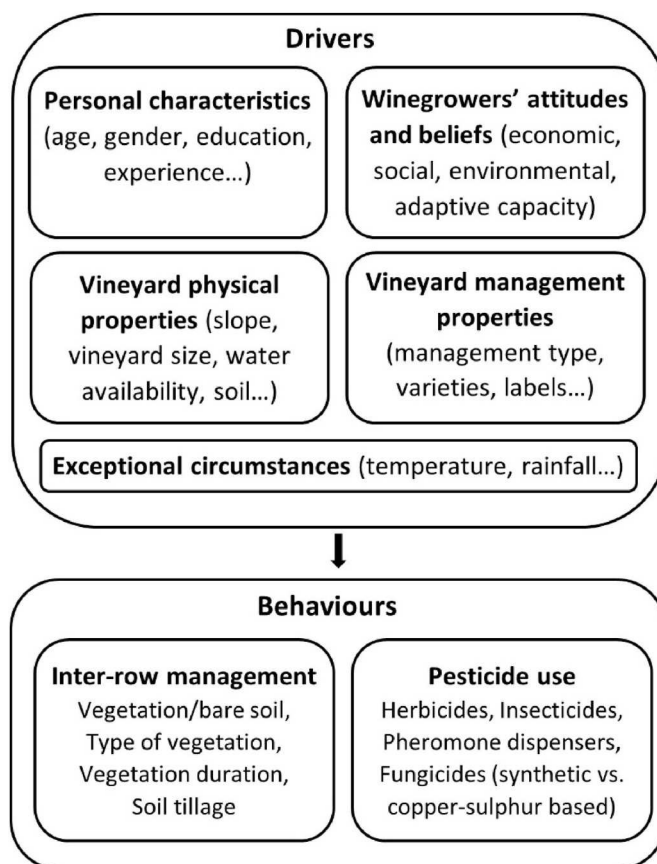 Drivers
Personal characteristics
(age, gender, education,
experience...)
Winegrowers' attitudes
and beliefs (economic,
social, environmental,
adaptive capacity)
Vineyard physical
properties (slope,
vineyard size, water
availability, soil...)
Vineyard management
properties
(management type,
varieties, labels...)
Exceptional circumstances (temperature, rainfall...)
Behaviours
Inter-row management
Vegetation/bare soil,
Type of vegetation,
Vegetation duration,
Soil tillage
Pesticide use
Herbicides, Insecticides,
Pheromone dispensers,
Fungicides (synthetic vs.
copper-sulphur based)